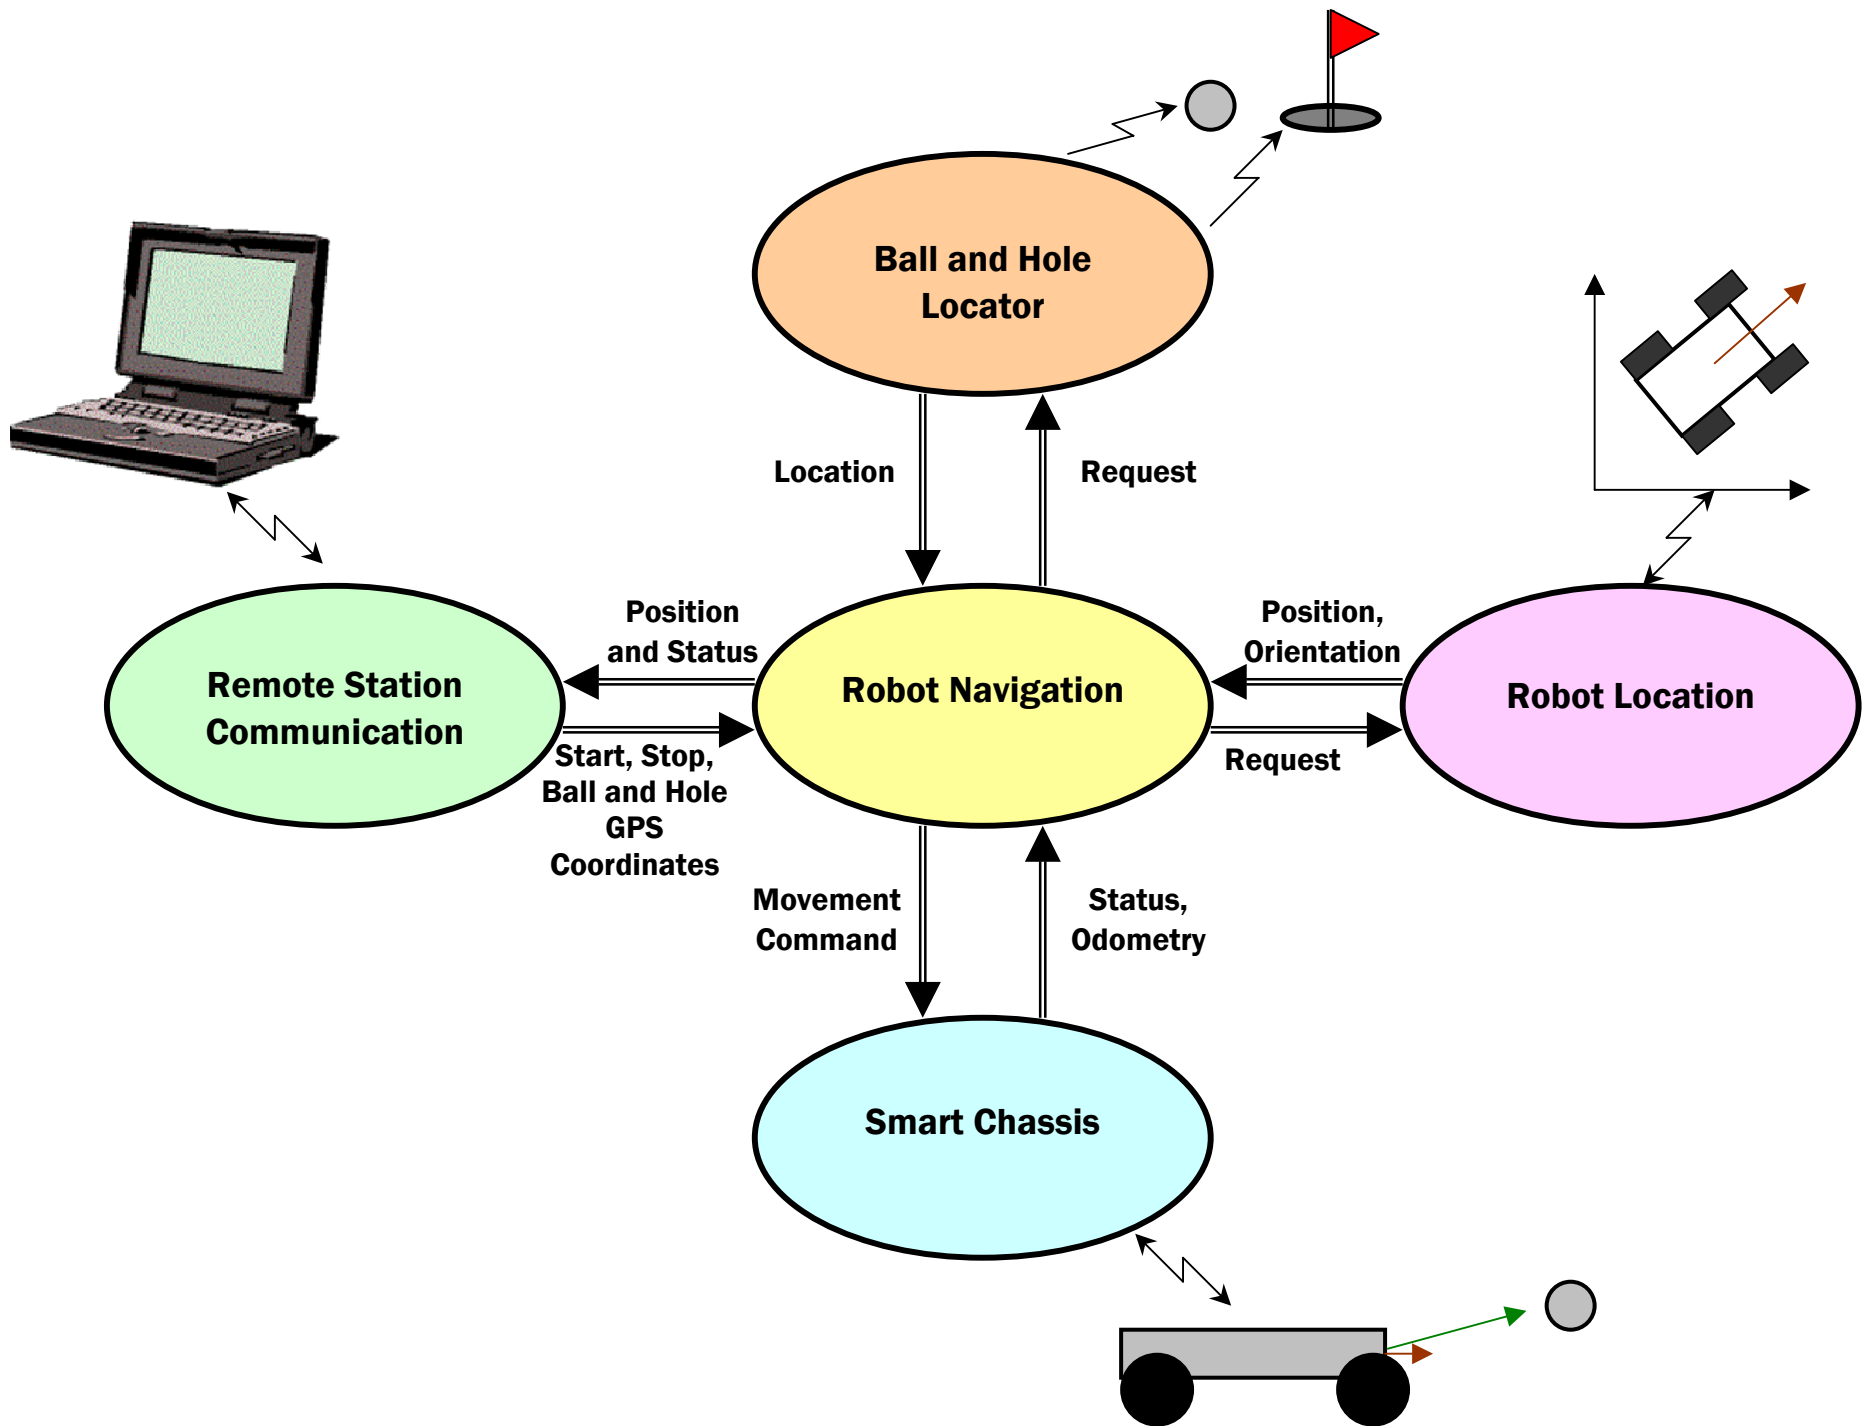 Ball and Hole
Locator
Location
Request
Position
and Status
Position,
Orientation
Remote Station
Communication
Robot Navigation
Robot Location
Start, Stop,
Ball and Hole
GPS
Coordinates
Request
Movement
Command
Status,
Odometry
Smart Chassis